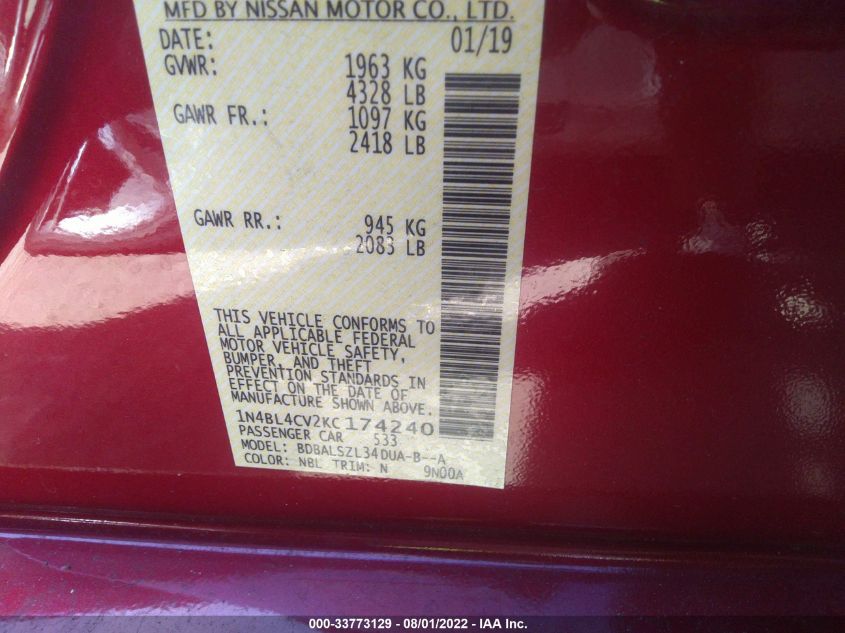 MFD BY NISSAN MOTOR CO., LTD.
DATE: 01/19
GVWR: 1963 KG
4328 LB
GAWR FR.: 1097 KG
2418 LB
GAWR RR.: 945 KG
2083 LB
THIS VEHICLE CONFORMS TO
ALL APPLICABLE FEDERAL
MOTOR VEHICLE SAFETY,
BUMPER, AND THEFT
PREVENTION STANDARDS IN
EFFECT ON THE DATE OF
MANUFACTURE SHOWN ABOVE.
1N4BL4CV2KC174240
PASSENGER CAR 533
MODEL: BDBALSZL34DUA-B--A
COLOR: NBL TRIM: N 9N00A
000-33773129 - 08/01/2022 - IAA Inc.